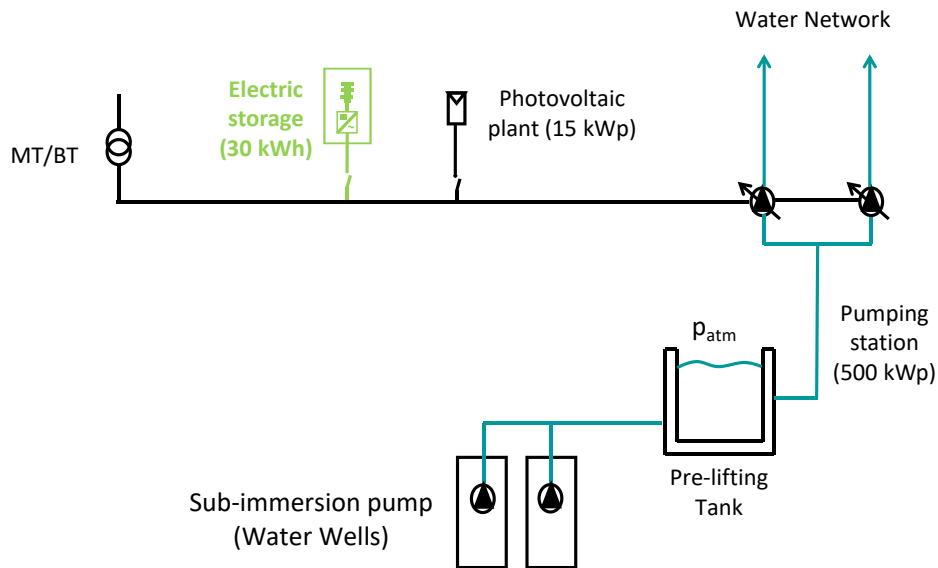 Water Network
Electric
storage
(30 kWh)
Photovoltaic
plant (15 kWp)
MT/BT
Pumping
station
(500 kWp)
patm
Pre-lifting
Tank
Sub-immersion pump
(Water Wells)